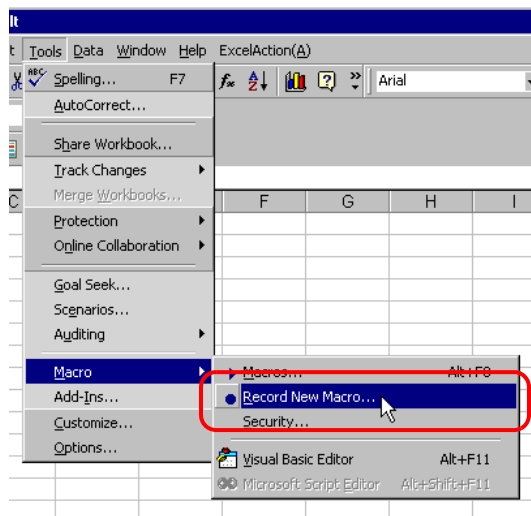 lt
t Tools Data Window Help ExcelAction(A)
ABC Spelling... F7 fx A Z Arial
AutoCorrect...
Share Workbook...
Track Changes
Merge Workbooks...
C F G H I
Protection
Online Collaboration
Goal Seek...
Scenarios...
Auditing
Macro Macros... Alt+F8
Add-Ins... Record New Macro...
Customize... Security...
Options... Visual Basic Editor Alt+F11
Microsoft Script Editor Alt+Shift+F11